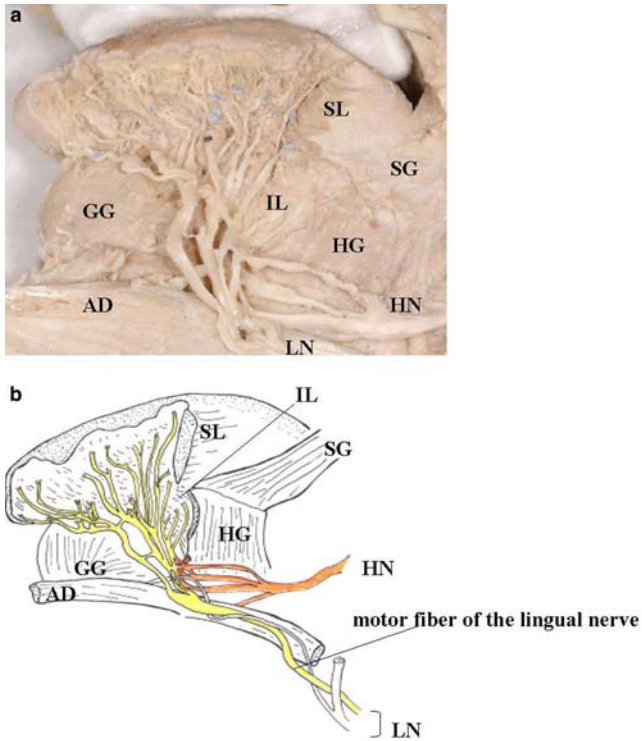 a
SL
SG
GG
IL
HG
AD
HN
LN
b
IL
SL
SG
HG
GG
HN
AD
motor fiber of the lingual nerve
LN